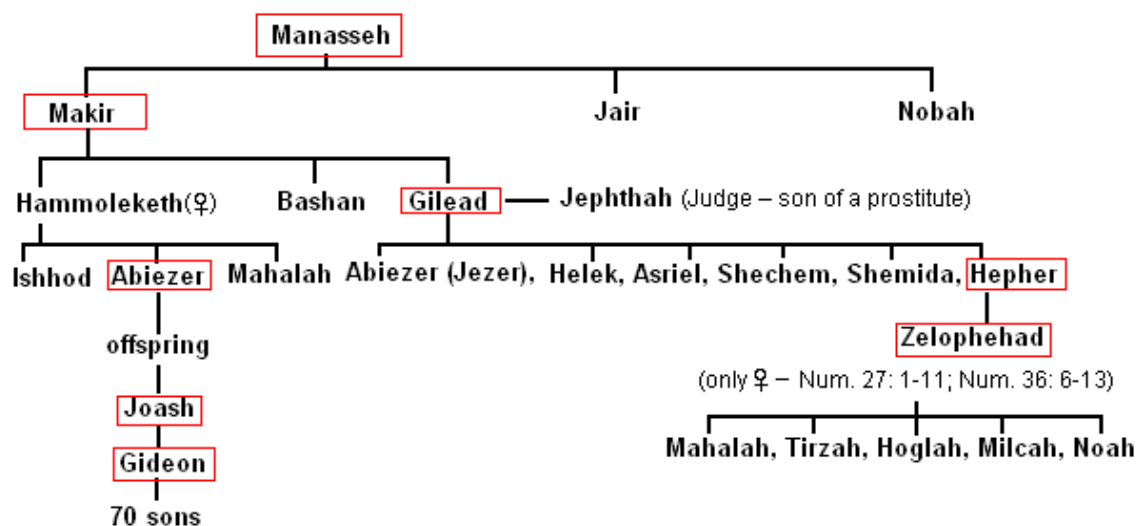 Manasseh
Makir Jair Nobah
Hammoleketh(♀) Bashan Gilead Jephthah (Judge – son of a prostitute)
Ishhod Abiezer Mahalah Abiezer (Jezer), Helek, Asriel, Shechem, Shemida, Hepher
offspring Zelophehad
(only ♀ – Num. 27: 1-11; Num. 36: 6-13)
Joash
Mahalah, Tirzah, Hoglah, Milcah, Noah
Gideon
70 sons